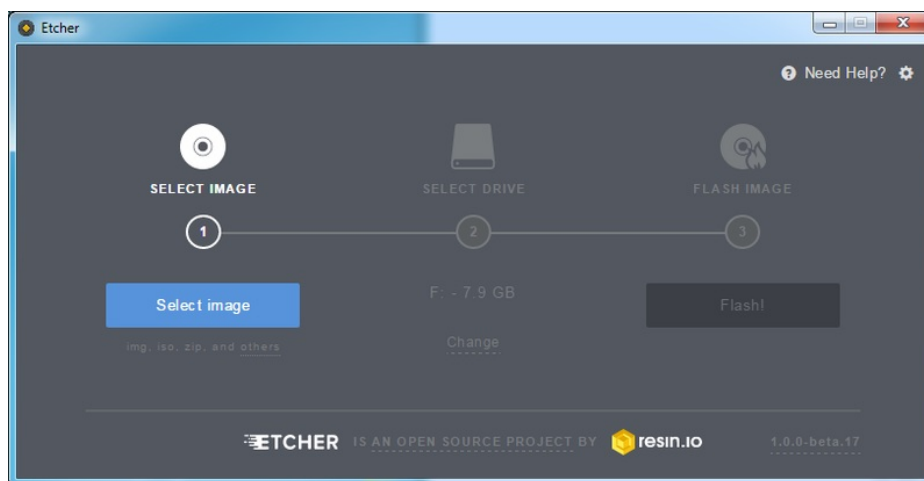 Etcher
Need Help?
SELECT IMAGE
SELECT DRIVE
FLASH IMAGE
1
2
3
Select image
F: - 7.9 GB
Flash!
img, iso, zip, and others
Change
ETCHER IS AN OPEN SOURCE PROJECT BY resin.io 1.0.0-beta.17